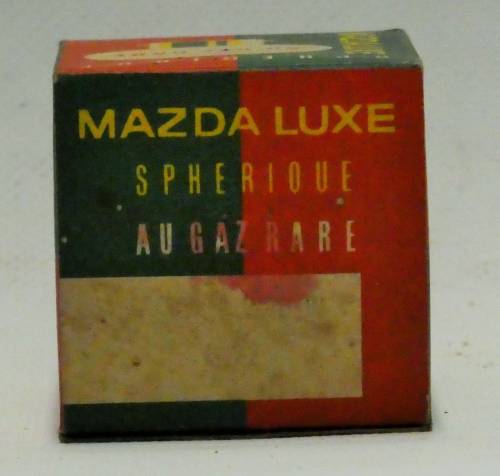 MAZDA LUXE
SPHERIQUE
AU GAZ RARE